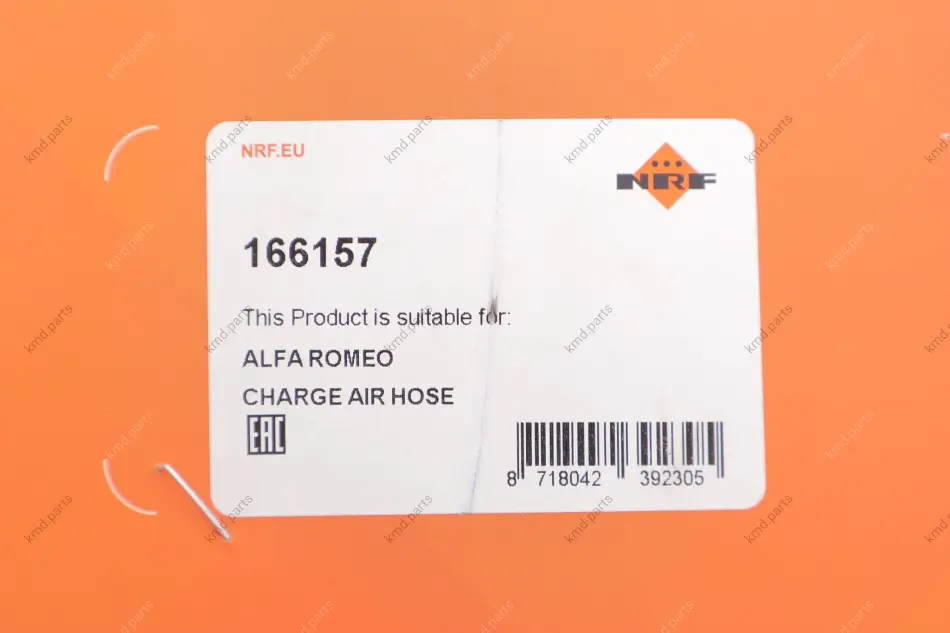 NRF.EU
NRF
166157
This Product is suitable for:
ALFA ROMEO
CHARGE AIR HOSE
EAC
8 718042 392305
kmd.parts